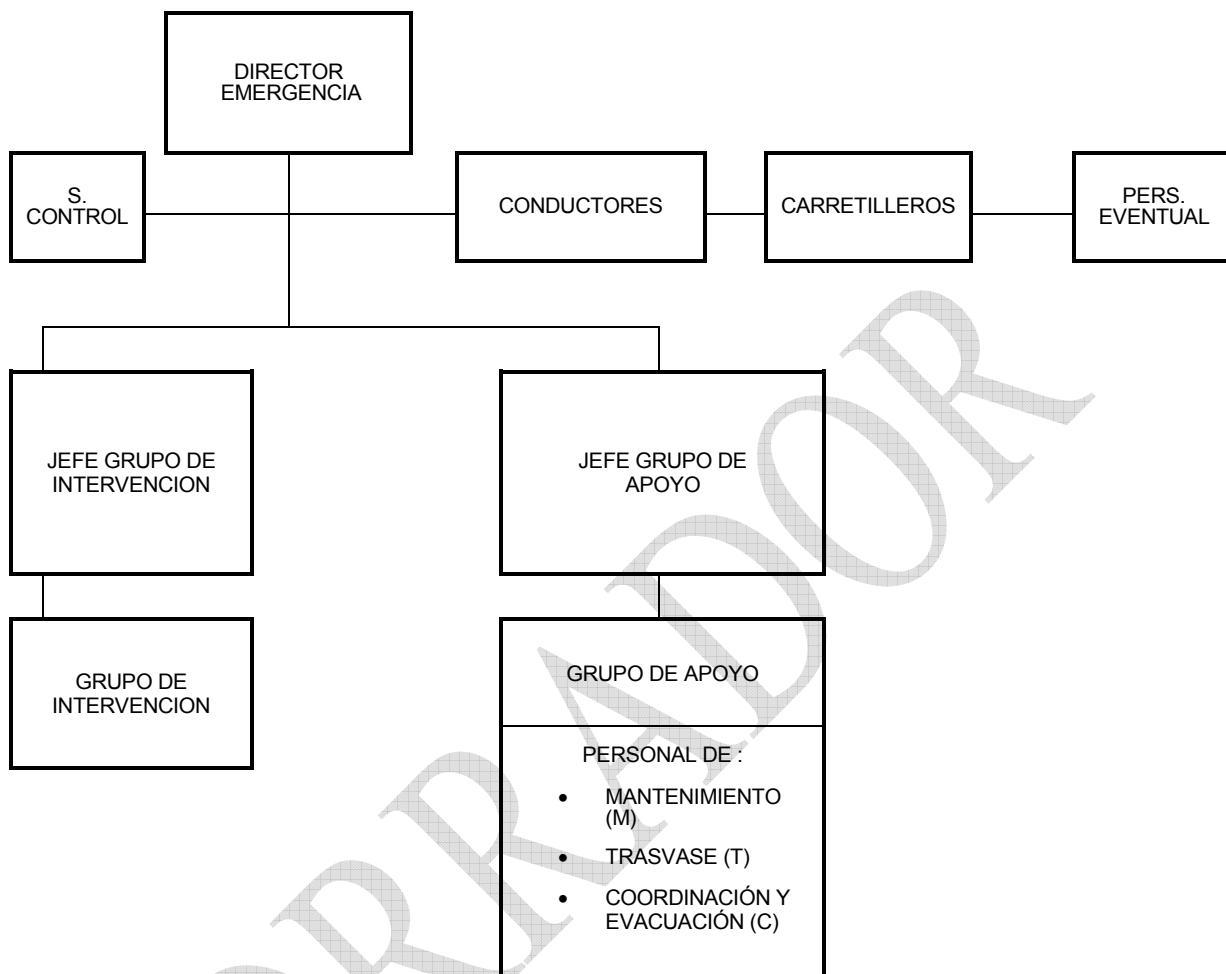 DIRECTOR
EMERGENCIA
S.
CONTROL
CONDUCTORES
CARRETILLEROS
PERS.
EVENTUAL
JEFE GRUPO DE
INTERVENCION
JEFE GRUPO DE
APOYO
GRUPO DE
INTERVENCION
GRUPO DE APOYO
PERSONAL DE :
• MANTENIMIENTO
(M)
• TRASVASE (T)
• COORDINACIÓN Y
EVACUACIÓN (C)
RRADOR